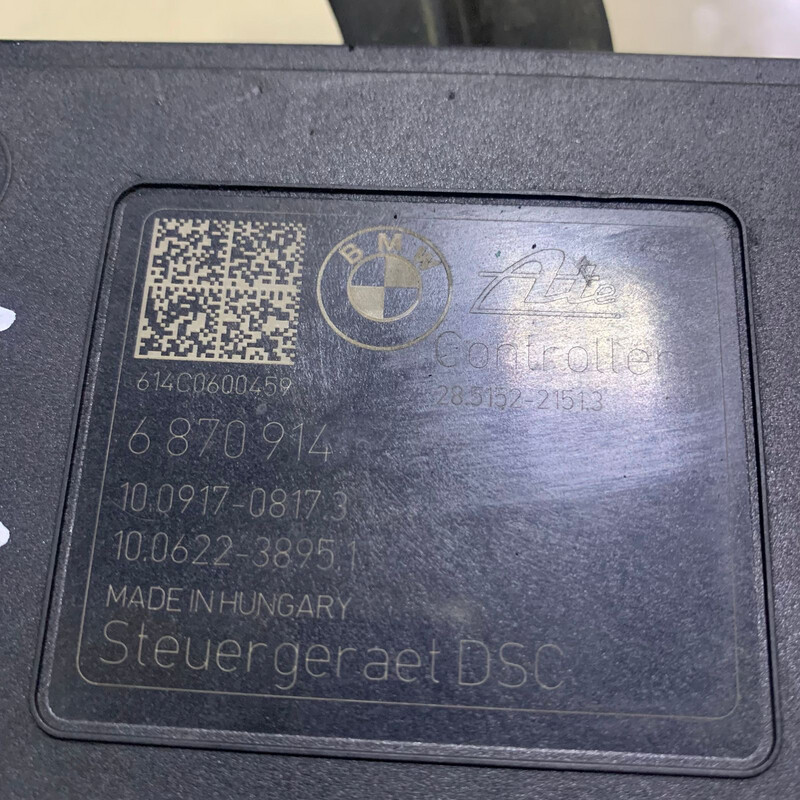 BMW
Ate
Controller
28.5152-2151.3
614C0600459
6 870 914
10.0917-0817.3
10.0622-3895.1
MADE IN HUNGARY
Steuergeraet DSC